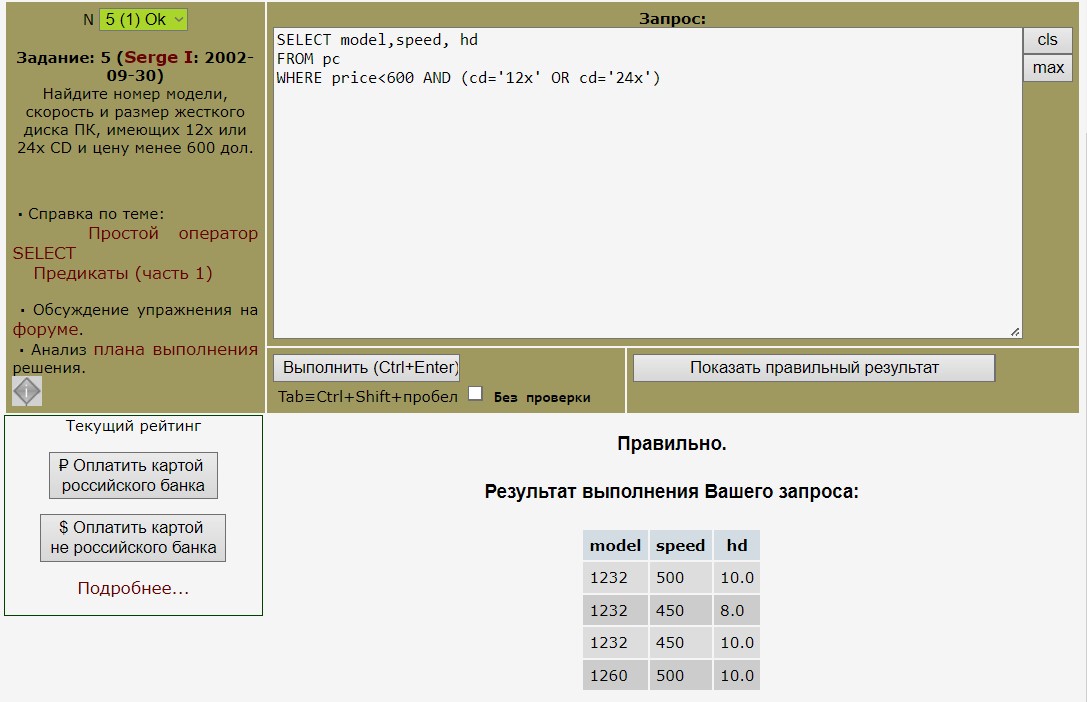 N 5 (1) Ok
Задание: 5 (Serge I: 2002-
09-30)
Найдите номер модели,
скорость и размер жесткого
диска ПК, имеющих 12x или
24x CD и цену менее 600 дол.
· Справка по теме:
Простой оператор
SELECT
Предикаты (часть 1)
· Обсуждение упражнения на
форуме.
· Анализ плана выполнения
решения.
Запрос:
SELECT model,speed, hd
FROM pc
WHERE price<600 AND (cd='12x' OR cd='24x')
cls
max
Выполнить (Ctrl+Enter)
Tab≡Ctrl+Shift+пробел Без проверки
Показать правильный результат
Текущий рейтинг
₽ Оплатить картой
российского банка
$ Оплатить картой
не российского банка
Подробнее...
Правильно.
Результат выполнения Вашего запроса:
model speed hd
1232 500 10.0
1232 450 8.0
1232 450 10.0
1260 500 10.0